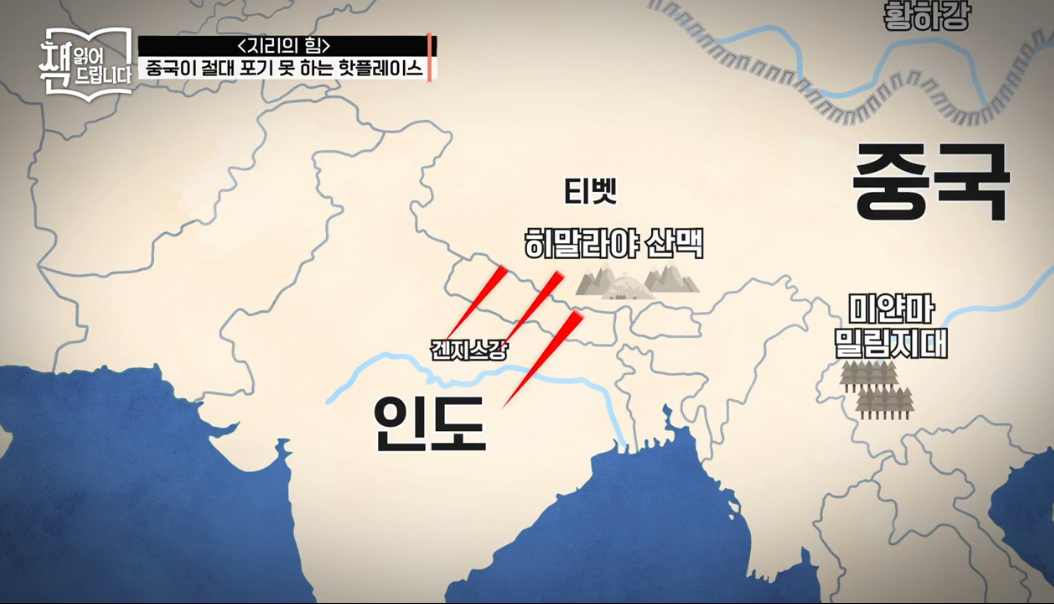 책 읽어
드립니다
<지리의 힘>
중국이 절대 포기 못 하는 핫플레이스
황하강
중국
티벳
히말라야 산맥
미얀마
밀림지대
겐지스강
인도